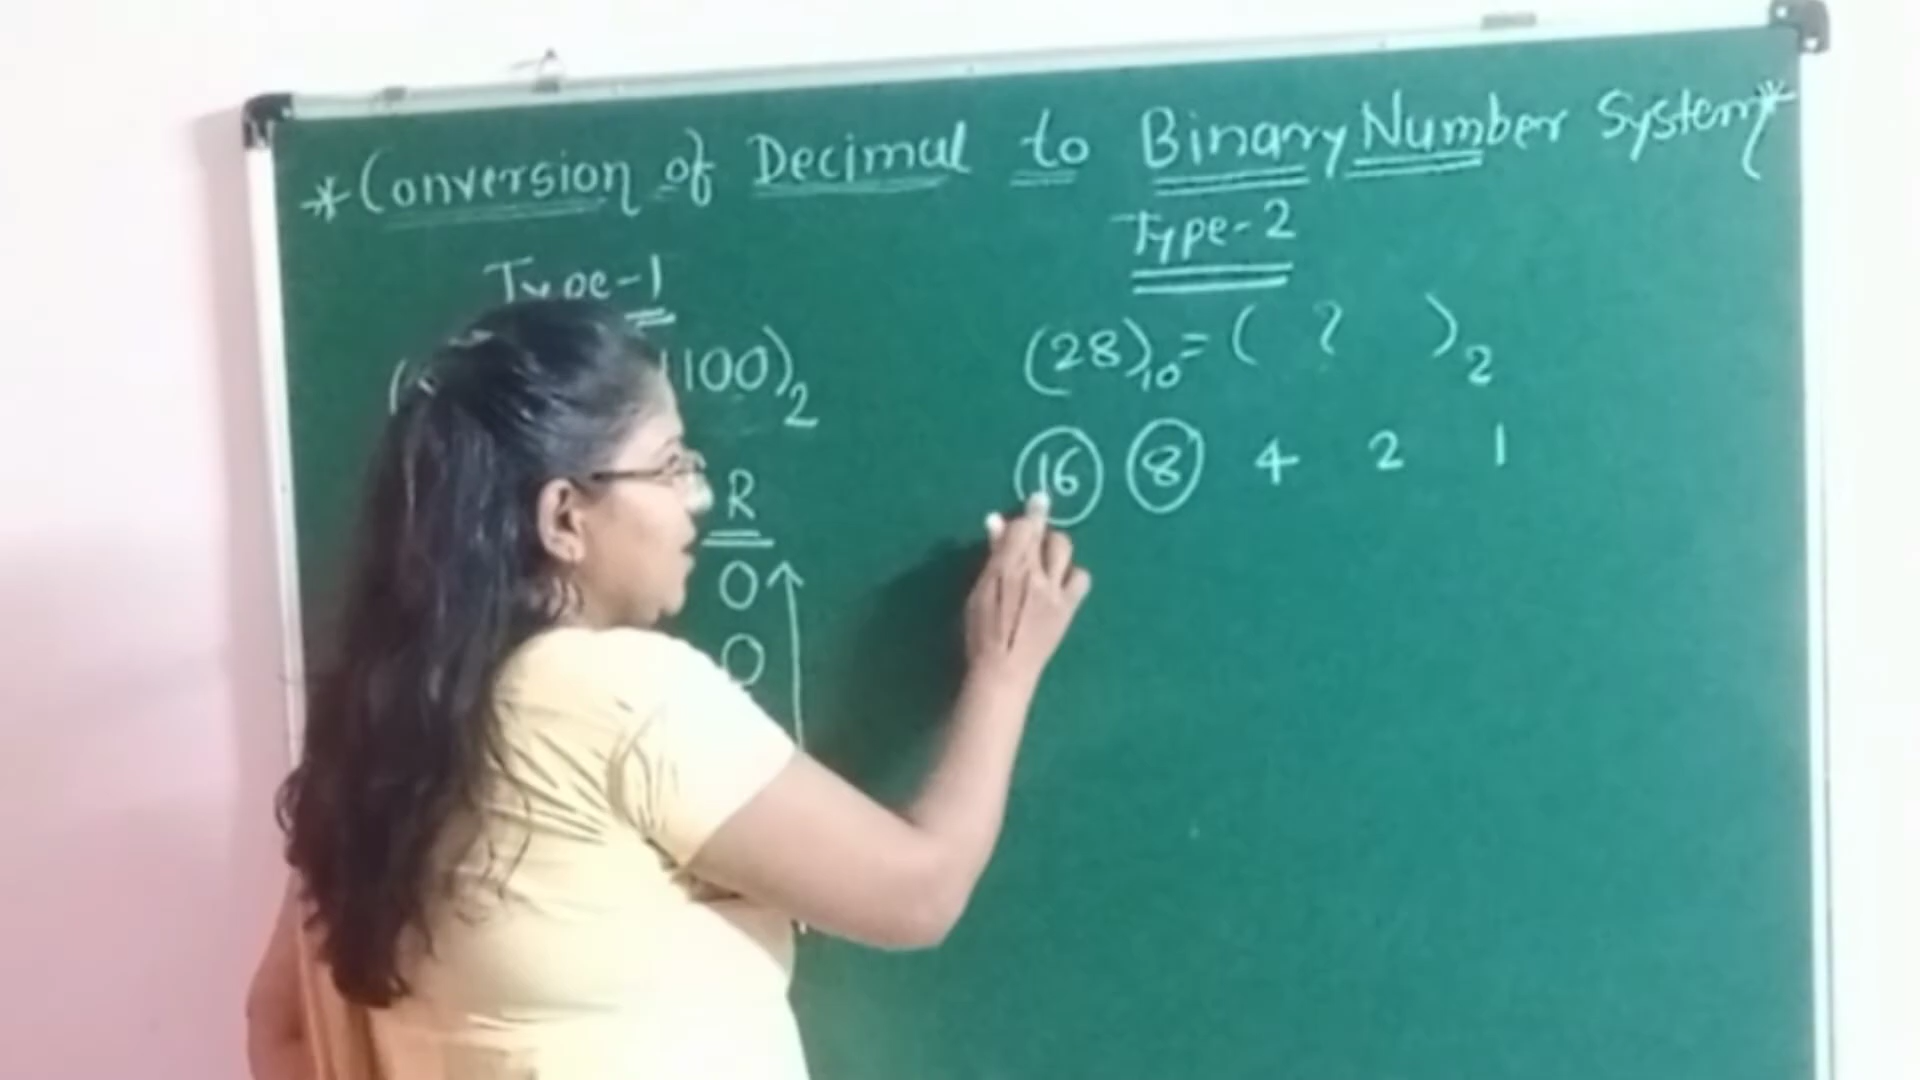 *Conversion of Decimal to Binary Number System*
Type-1
100)2
R
0
0
Type-2
(28)10 = ( ? )2
16 8 4 2 1